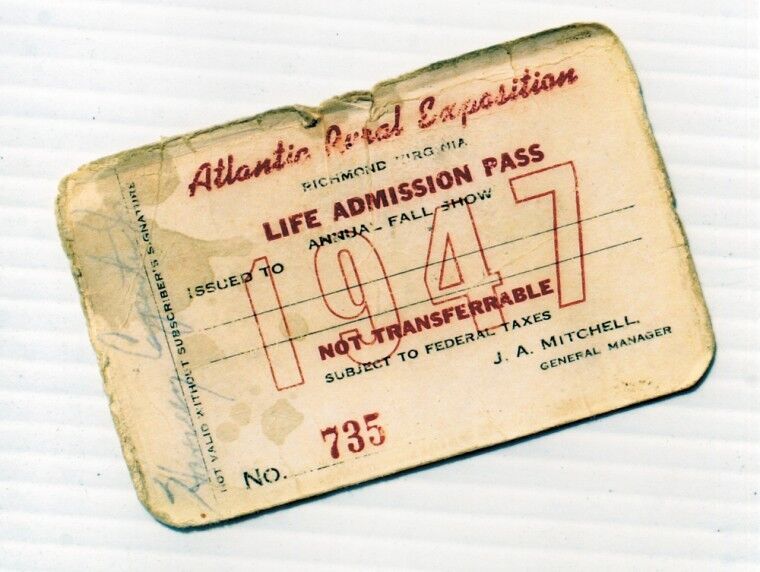 Atlantic Rural Exposition
RICHMOND VIRGINIA
LIFE ADMISSION PASS
ANNUAL FALL SHOW
1947
ISSUED TO
NOT TRANSFERRABLE
SUBJECT TO FEDERAL TAXES
J. A. MITCHELL,
GENERAL MANAGER
NO. 735
NOT VALID WITHOUT SUBSCRIBER'S SIGNATURE